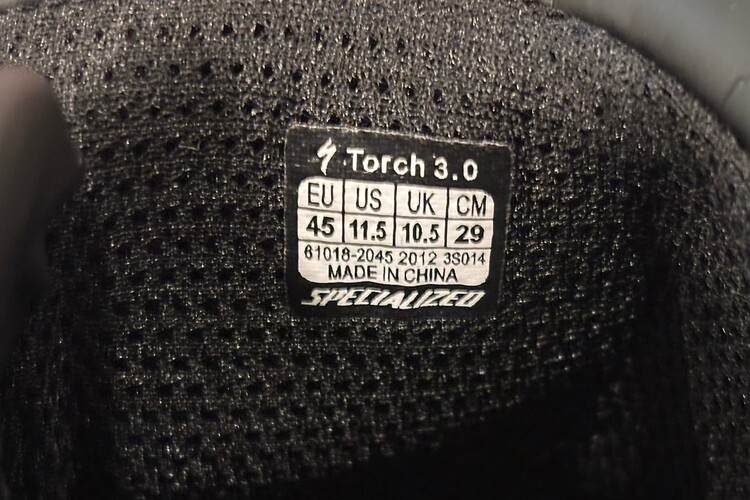 Torch 3.0
EU US UK CM
45 11.5 10.5 29
61018-2045 2012 3S014
MADE IN CHINA
SPECIALIZED